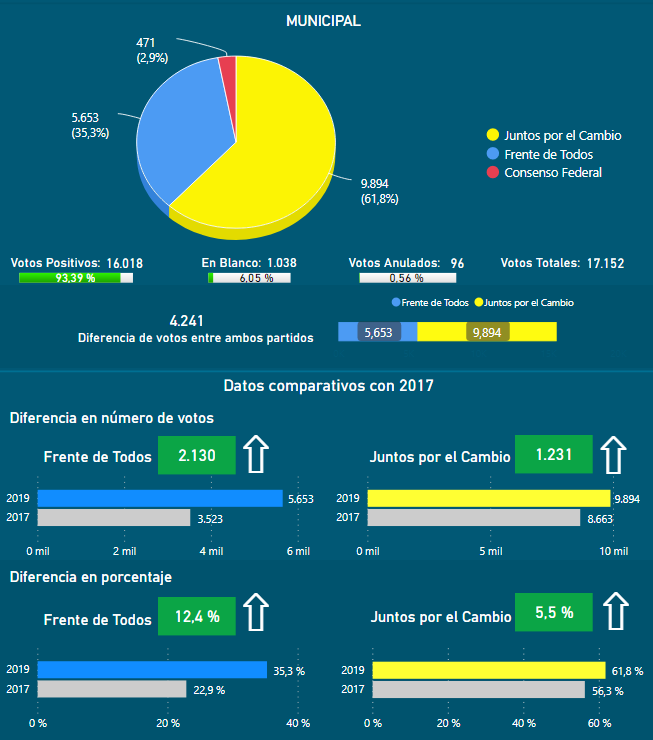 MUNICIPAL
471
(2,9%)
5.653
(35,3%)
9.894
(61,8%)
Juntos por el Cambio
Frente de Todos
Consenso Federal
Votos Positivos: 16.018
93,39 %
En Blanco: 1.038
6,05 %
Votos Anulados: 96
0,56 %
Votos Totales: 17.152
4.241
Diferencia de votos entre ambos partidos
Frente de Todos Juntos por el Cambio
5,653 9,894
Datos comparativos con 2017
Diferencia en número de votos
Frente de Todos 2.130
2019 5.653
2017 3.523
0 mil 2 mil 4 mil 6 mil
Juntos por el Cambio 1.231
2019 9.894
2017 8.663
0 mil 5 mil 10 mil
Diferencia en porcentaje
Frente de Todos 12,4 %
2019 35,3 %
2017 22,9 %
0 % 20 % 40 %
Juntos por el Cambio 5,5 %
2019 61,8 %
2017 56,3 %
0 % 20 % 40 % 60 %